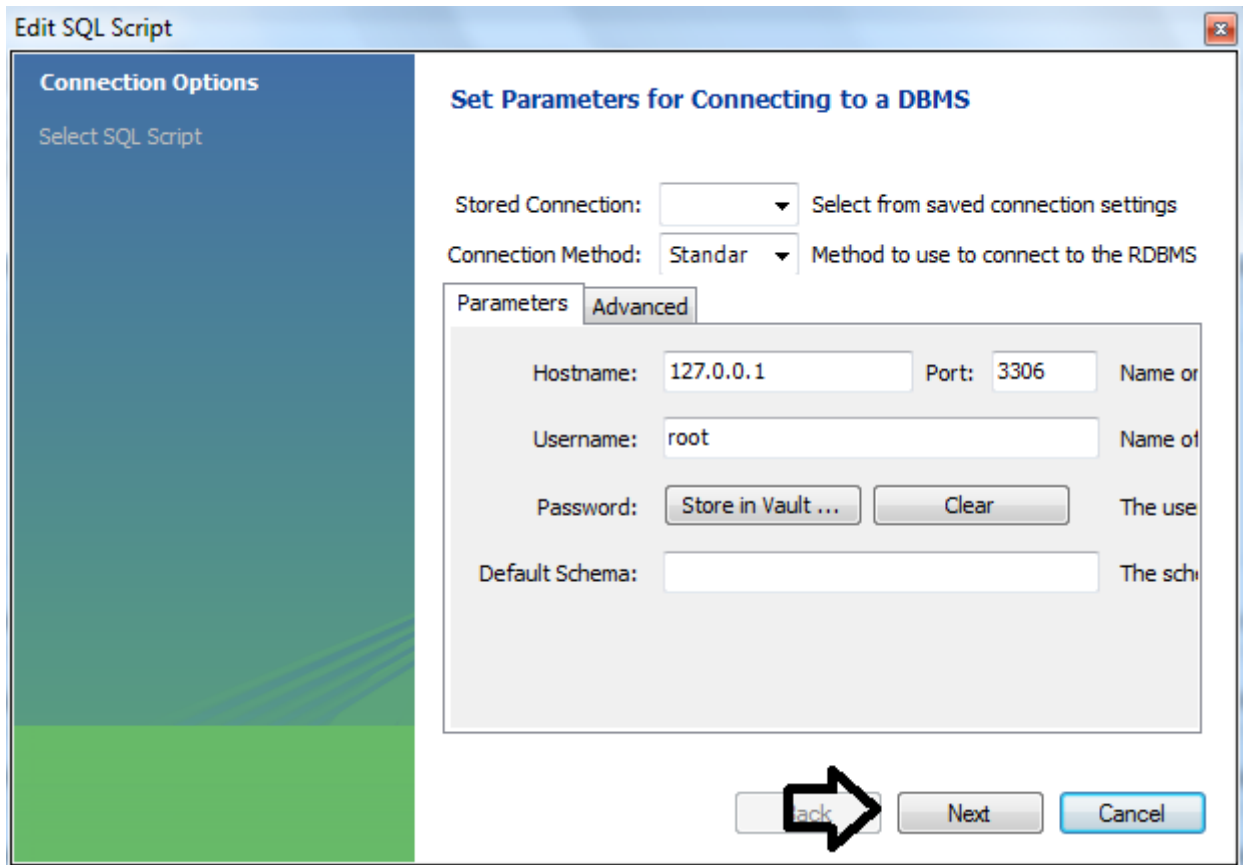 Edit SQL Script
Connection Options
Select SQL Script
Set Parameters for Connecting to a DBMS
Stored Connection: Select from saved connection settings
Connection Method: Standar Method to use to connect to the RDBMS
Parameters Advanced
Hostname: 127.0.0.1 Port: 3306 Name or
Username: root Name of
Password: Store in Vault ... Clear The use
Default Schema: The sch
Back Next Cancel